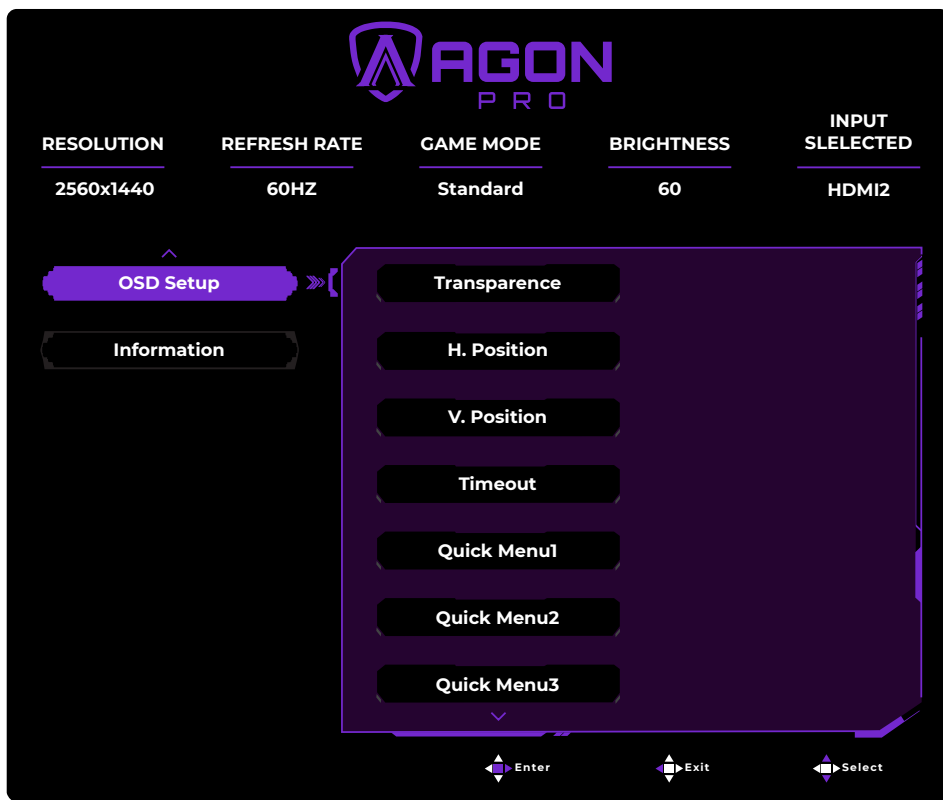 AGON
PRO
RESOLUTION
REFRESH RATE
GAME MODE
BRIGHTNESS
INPUT
SLELECTED
2560x1440
60HZ
Standard
60
HDMI2
OSD Setup
Information
Transparence
H. Position
V. Position
Timeout
Quick Menu1
Quick Menu2
Quick Menu3
Enter
Exit
Select